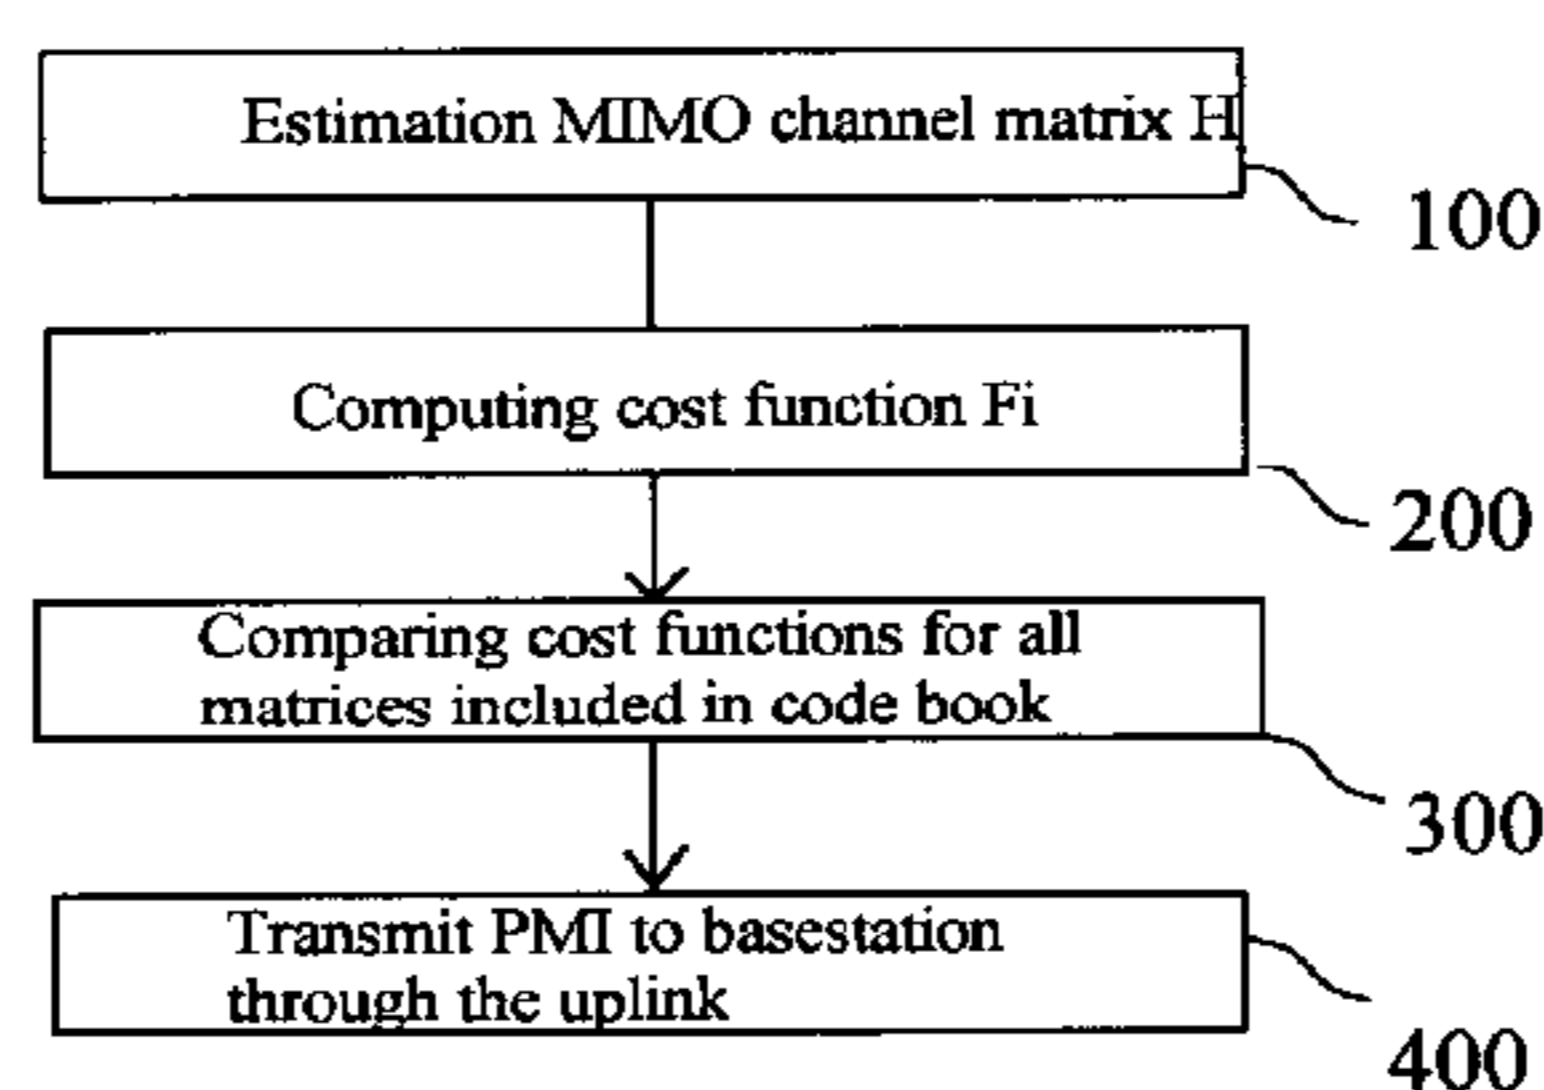 Estimation MIMO channel matrix H
100
Computing cost function Fi
200
Comparing cost functions for all
matrices included in code book
300
Transmit PMI to basestation
through the uplink
400